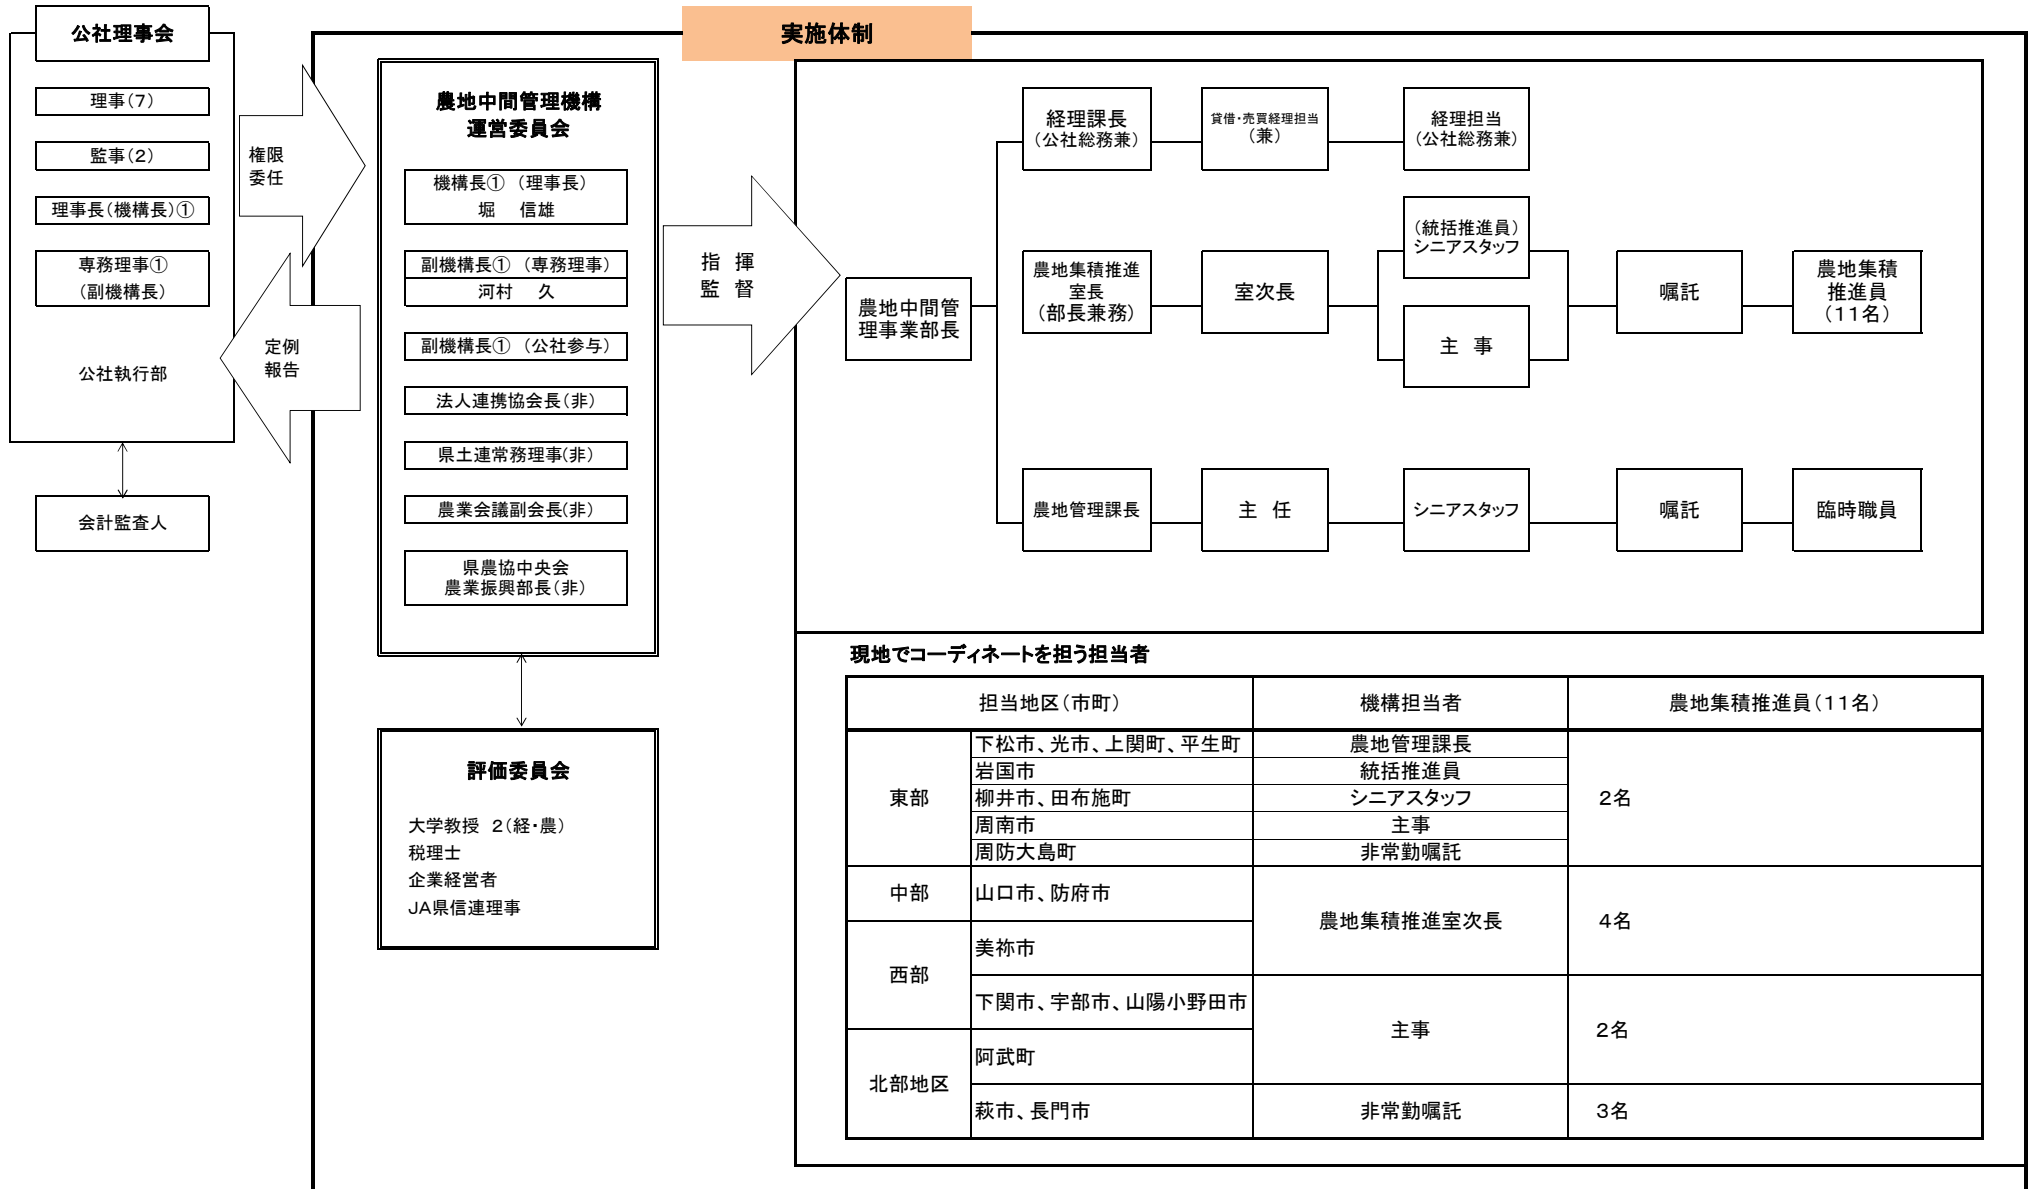 実施体制
公社理事会
理事(7)
監事(2)
理事長(機構長)①
専務理事①
(副機構長)
公社執行部
会計監査人
権限
委任
定例
報告
農地中間管理機構
運営委員会
機構長① (理事長)
堀 信雄
副機構長① (専務理事)
河村 久
副機構長① (公社参与)
法人連携協会長(非)
県土連常務理事(非)
農業会議副会長(非)
県農協中央会
農業振興部長(非)
評価委員会
大学教授 2(経・農)
税理士
企業経営者
JA県信連理事
指 揮
監 督
農地中間管
理事業部長
経理課長
(公社総務兼)
貸借・売買経理担当
(兼)
経理担当
(公社総務兼)
農地集積推進
室長
(部長兼務)
室次長
(統括推進員)
シニアスタッフ
主 事
嘱託
農地集積
推進員
(11名)
農地管理課長
主 任
シニアスタッフ
嘱託
臨時職員
現地でコーディネートを担う担当者
担当地区(市町) 機構担当者 農地集積推進員(11名)
東部
下松市、光市、上関町、平生町 農地管理課長
岩国市 統括推進員
柳井市、田布施町 シニアスタッフ
2名
周南市 主事
周防大島町 非常勤嘱託
中部
山口市、防府市
農地集積推進室次長
4名
西部
美祢市
下関市、宇部市、山陽小野田市
主事
2名
北部地区
阿武町
萩市、長門市 非常勤嘱託 3名